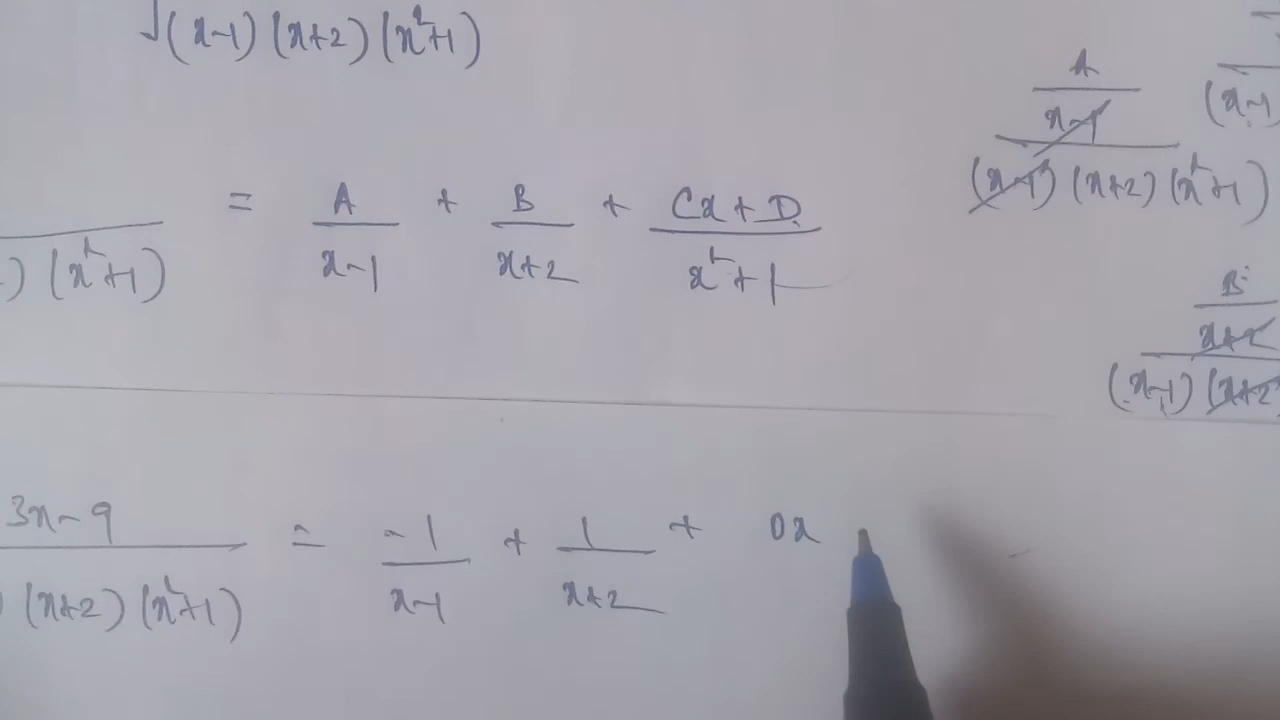 √(x-1)(x+2)(x²+1)
) (x²+1) = A/(x-1) + B/(x+2) + (Cx+D)/(x²+1)
A/(x-1) / (x-1)(x+2)(x²+1)
(x-1
B/(x+2) / (x-1)(x+2
3x-9 / (x+2)(x²+1) = -1/(x-1) + 1/(x+2) + 0x